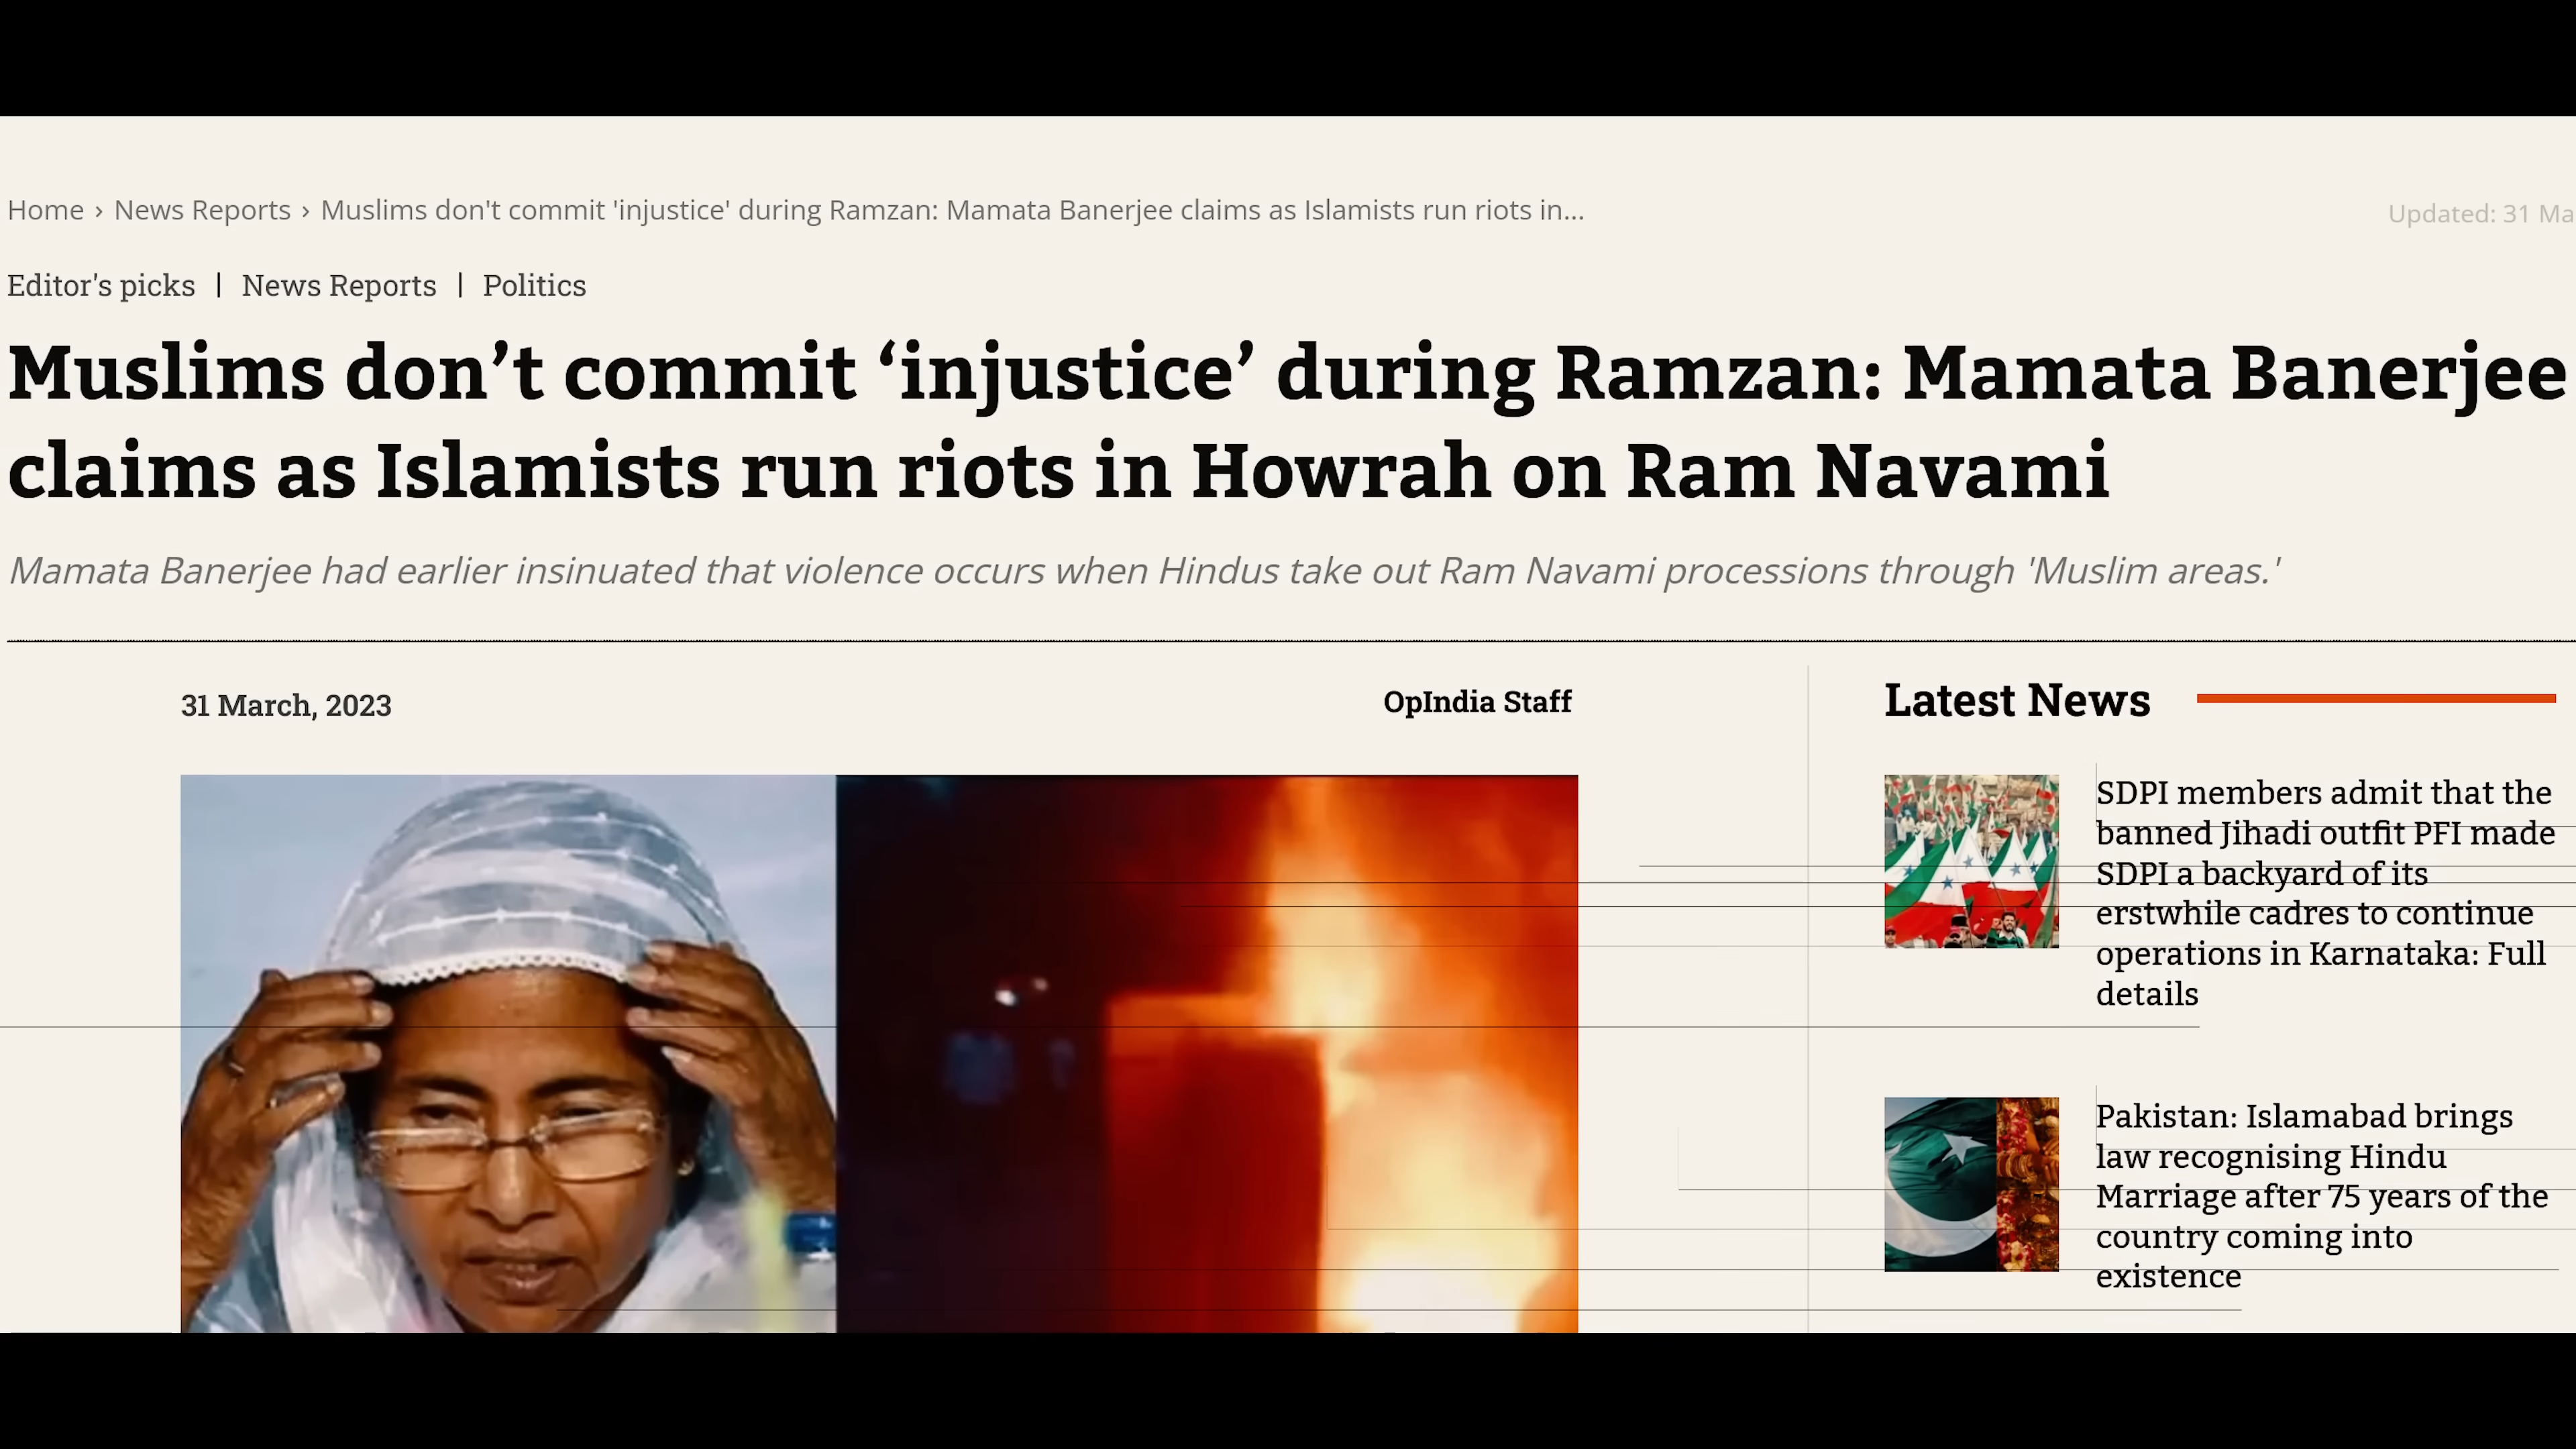 Home › News Reports › Muslims don't commit 'injustice' during Ramzan: Mamata Banerjee claims as Islamists run riots in...
Updated: 31 Ma
Editor's picks | News Reports | Politics
Muslims don’t commit ‘injustice’ during Ramzan: Mamata Banerjee
claims as Islamists run riots in Howrah on Ram Navami
Mamata Banerjee had earlier insinuated that violence occurs when Hindus take out Ram Navami processions through 'Muslim areas.'
31 March, 2023
OpIndia Staff
Latest News
SDPI members admit that the
banned Jihadi outfit PFI made
SDPI a backyard of its
erstwhile cadres to continue
operations in Karnataka: Full
details
Pakistan: Islamabad brings
law recognising Hindu
Marriage after 75 years of the
country coming into
existence